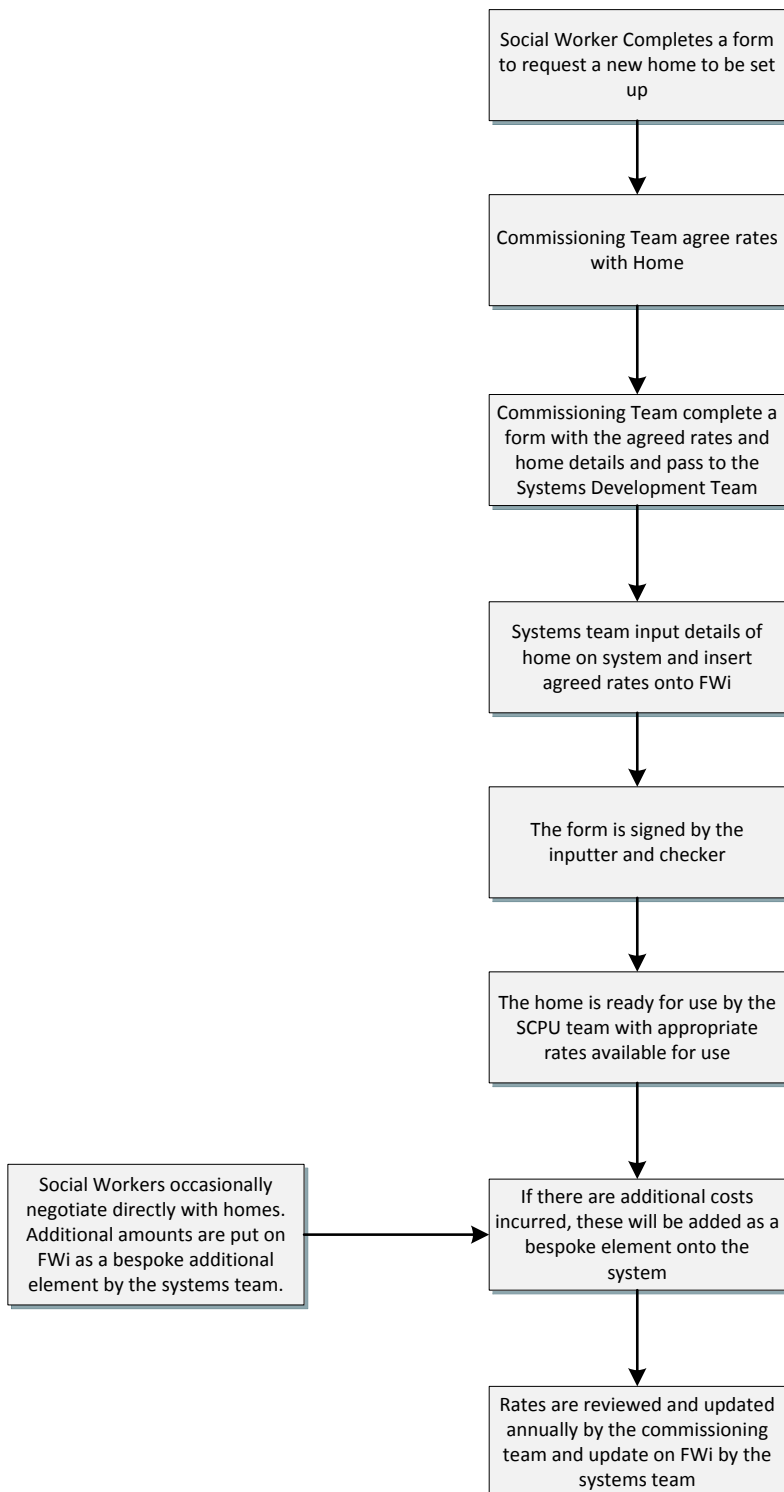 Social Worker Completes a form
to request a new home to be set
up
Commissioning Team agree rates
with Home
Commissioning Team complete a
form with the agreed rates and
home details and pass to the
Systems Development Team
Systems team input details of
home on system and insert
agreed rates onto FWi
The form is signed by the
inputter and checker
The home is ready for use by the
SCPU team with appropriate
rates available for use
Social Workers occasionally
negotiate directly with homes.
Additional amounts are put on
FWi as a bespoke additional
element by the systems team.
If there are additional costs
incurred, these will be added as a
bespoke element onto the
system
Rates are reviewed and updated
annually by the commissioning
team and update on FWi by the
systems team